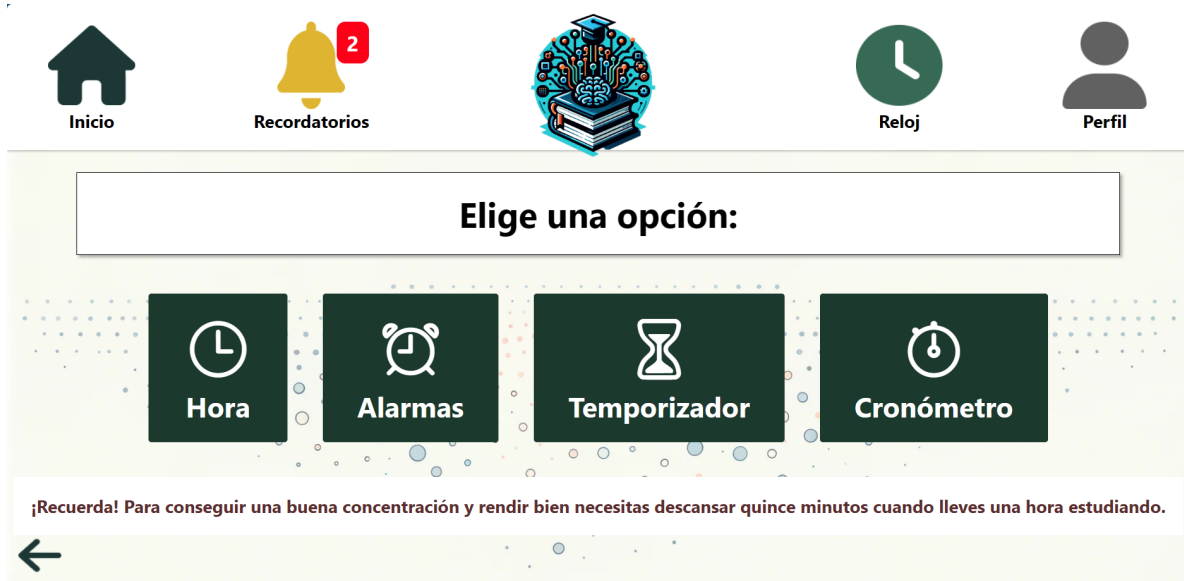 Inicio
Recordatorios
2
Reloj
Perfil
Elige una opción:
Hora
Alarmas
Temporizador
Cronómetro
¡Recuerda! Para conseguir una buena concentración y rendir bien necesitas descansar quince minutos cuando lleves una hora estudiando.